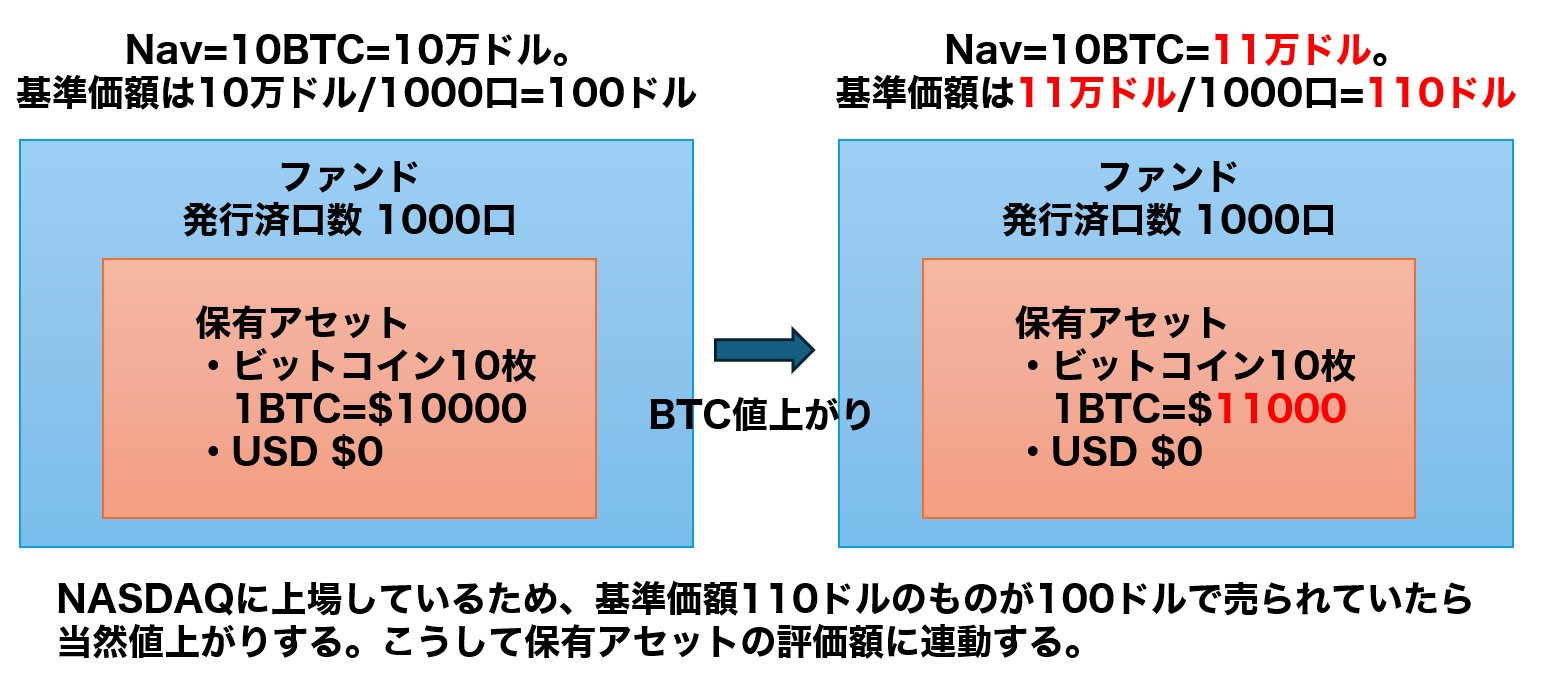 Nav=10BTC=10万ドル。
基準価額は10万ドル/1000口=100ドル
ファンド
発行済口数 1000口
保有アセット
・ビットコイン10枚
1BTC=$10000
・USD $0
BTC値上がり
Nav=10BTC=11万ドル。
基準価額は11万ドル/1000口=110ドル
ファンド
発行済口数 1000口
保有アセット
・ビットコイン10枚
1BTC=$11000
・USD $0
NASDAQに上場しているため、基準価額110ドルのものが100ドルで売られていたら
当然値上がりする。こうして保有アセットの評価額に連動する。